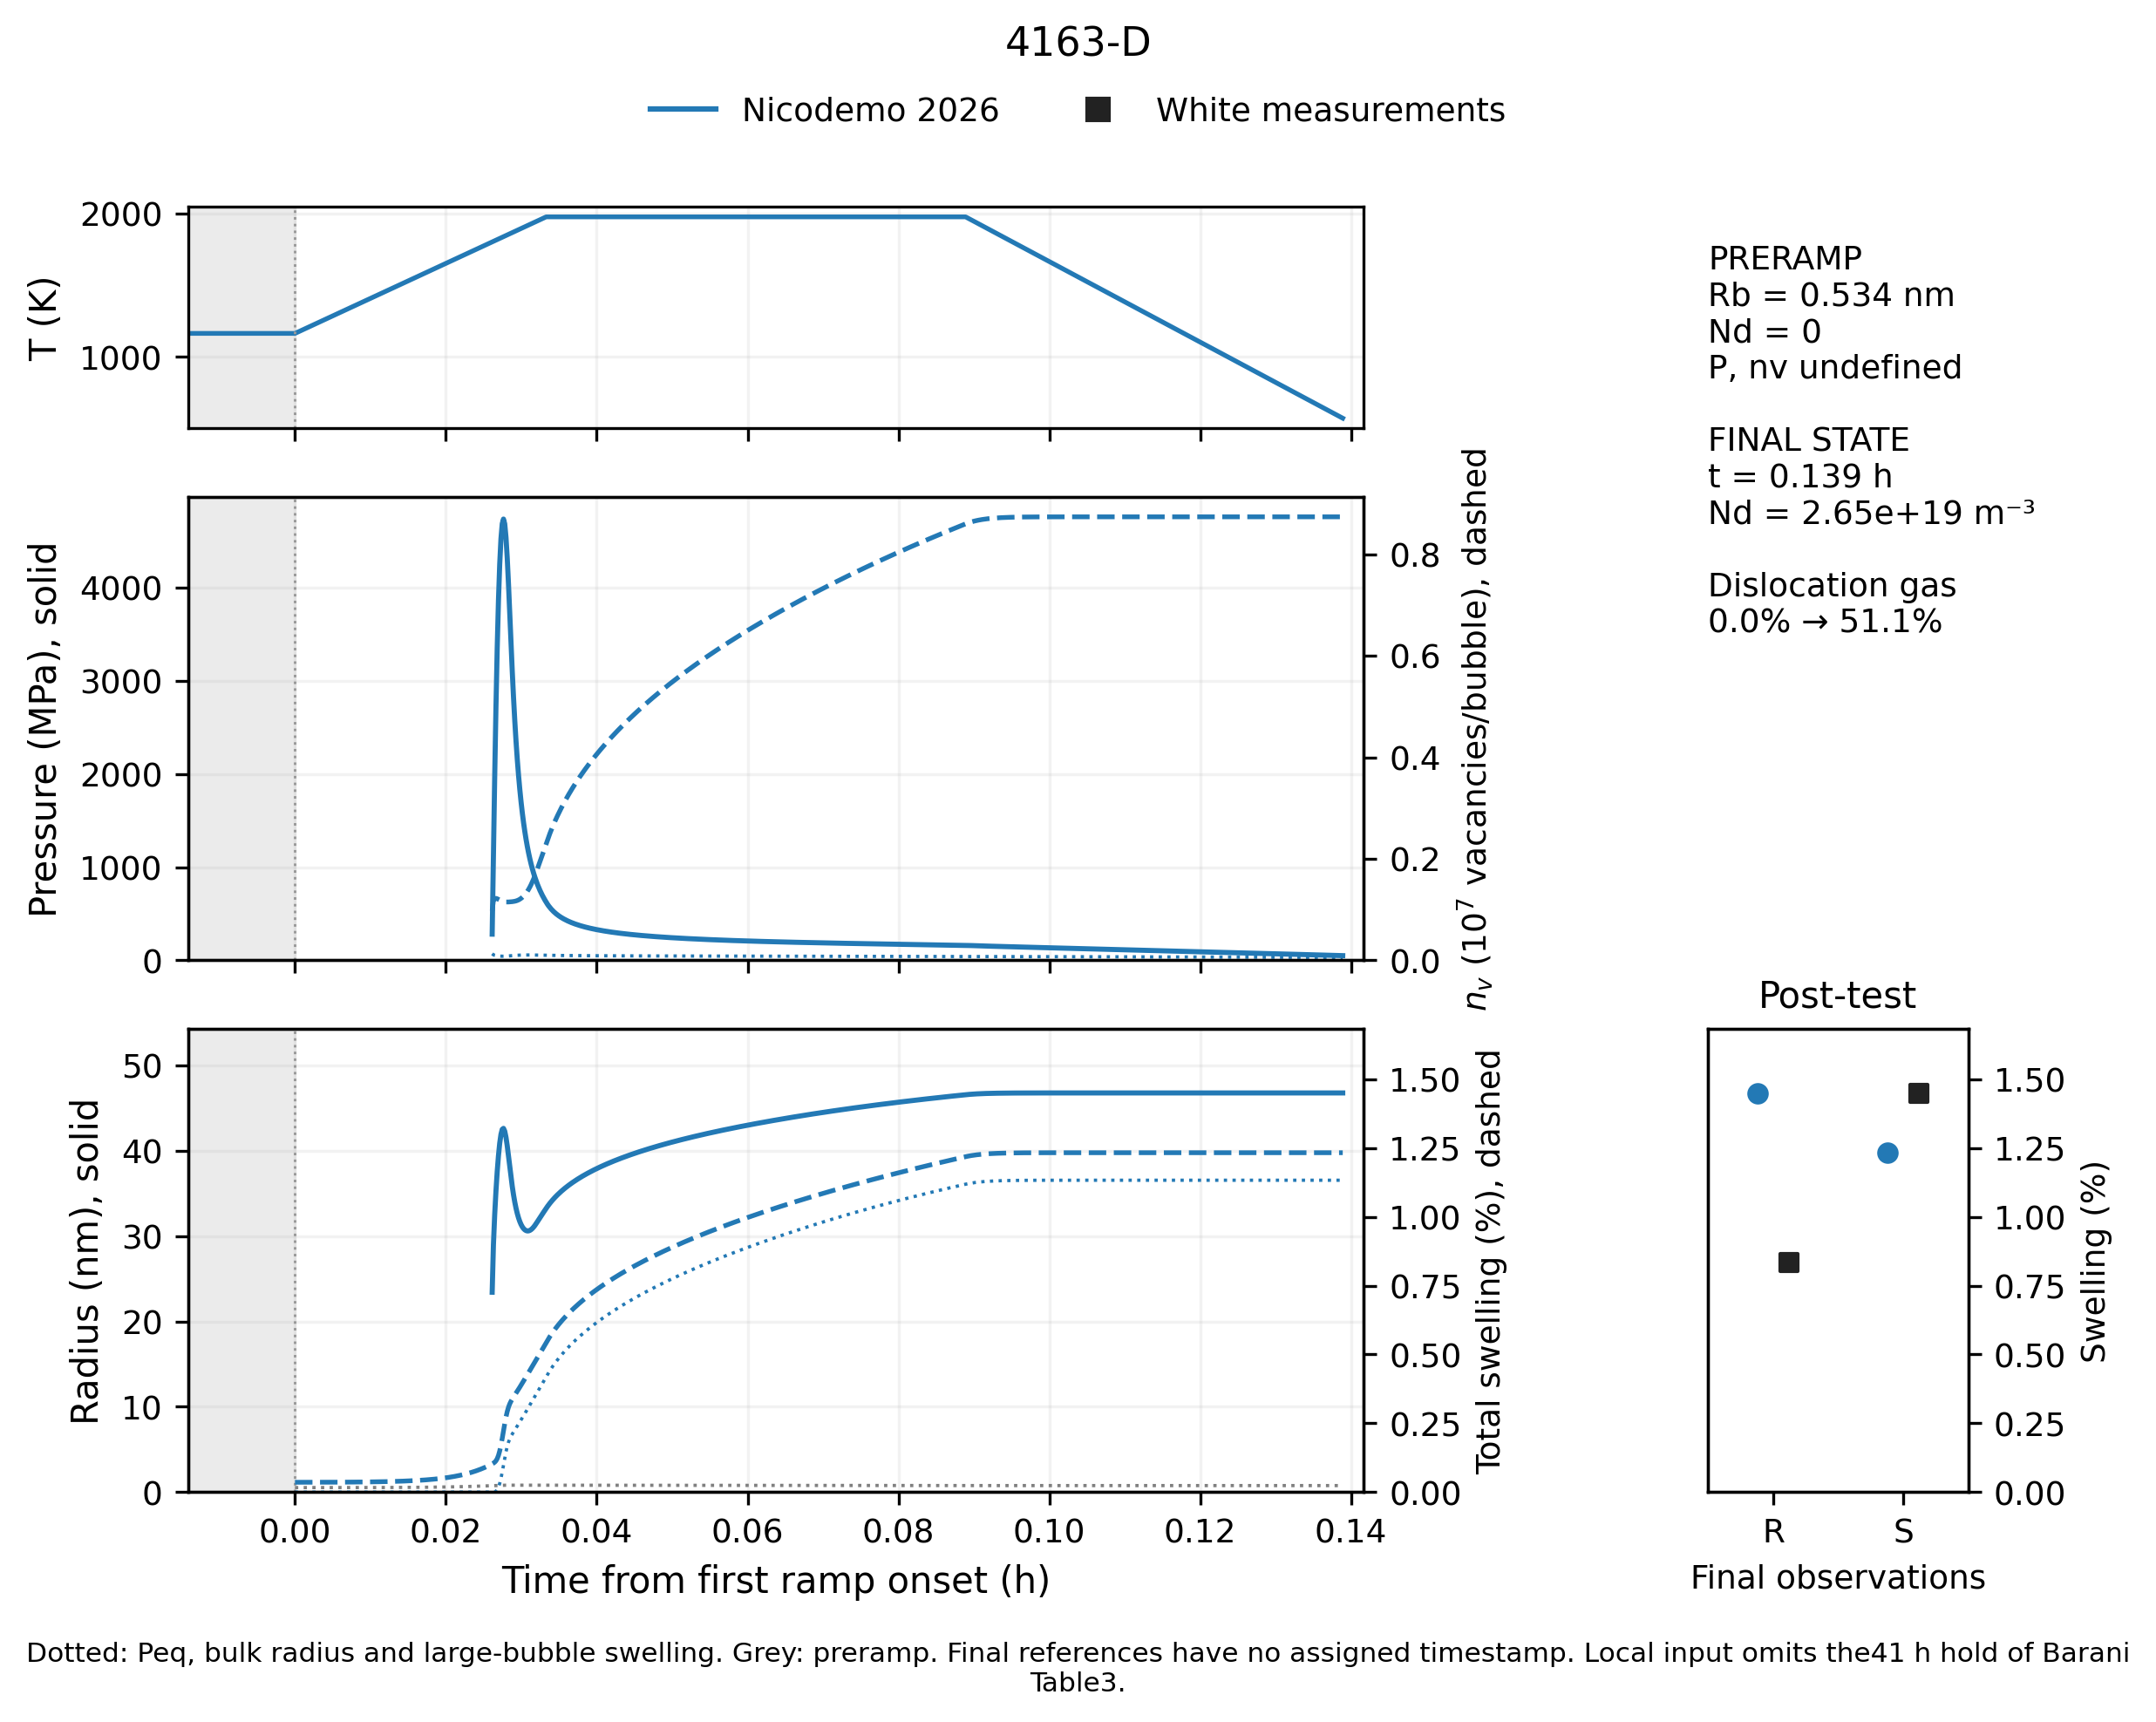 4163-D
Nicodemo 2026
White measurements
2000
1000
T (K)
PRERAMP
Rb = 0.534 nm
Nd = 0
P, nv undefined
FINAL STATE
t = 0.139 h
Nd = 2.65e+19 m⁻³
Dislocation gas
0.0% → 51.1%
4000
3000
2000
1000
0
Pressure (MPa), solid
0.8
0.6
0.4
0.2
0.0
n_v (10^7 vacancies/bubble), dashed
50
40
30
20
10
0
Radius (nm), solid
1.50
1.25
1.00
0.75
0.50
0.25
0.00
Total swelling (%), dashed
0.00 0.02 0.04 0.06 0.08 0.10 0.12 0.14
Time from first ramp onset (h)
Post-test
1.50
1.25
1.00
0.75
0.50
0.25
0.00
Swelling (%)
R S
Final observations
Dotted: Peq, bulk radius and large-bubble swelling. Grey: preramp. Final references have no assigned timestamp. Local input omits the41 h hold of Barani
Table3.